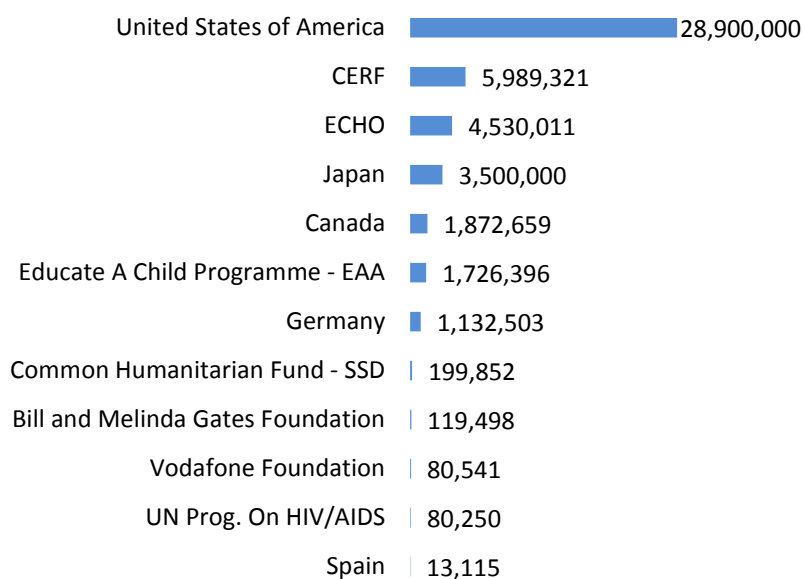 United States of America 28,900,000
CERF 5,989,321
ECHO 4,530,011
Japan 3,500,000
Canada 1,872,659
Educate A Child Programme - EAA 1,726,396
Germany 1,132,503
Common Humanitarian Fund - SSD 199,852
Bill and Melinda Gates Foundation 119,498
Vodafone Foundation 80,541
UN Prog. On HIV/AIDS 80,250
Spain 13,115